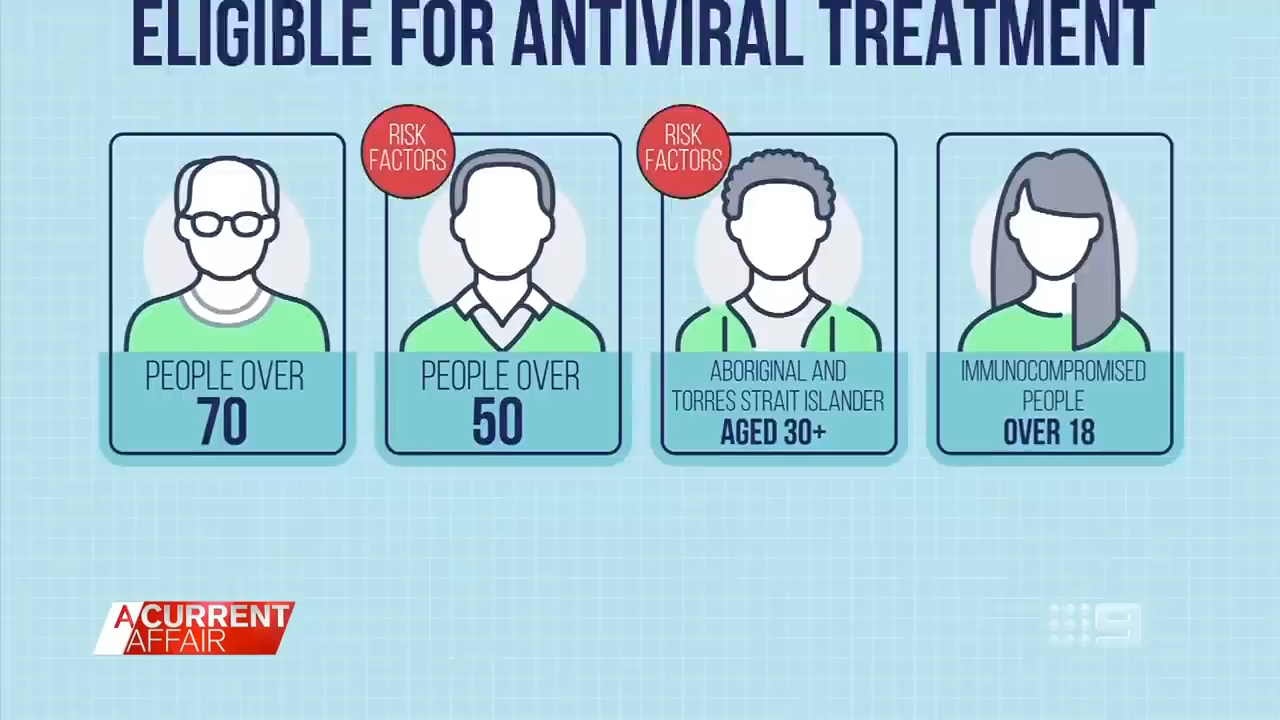 ELIGIBLE FOR ANTIVIRAL TREATMENT
RISK
FACTORS
RISK
FACTORS
PEOPLE OVER
70
PEOPLE OVER
50
ABORIGINAL AND
TORRES STRAIT ISLANDER
AGED 30+
IMMUNOCOMPROMISED
PEOPLE
OVER 18
A CURRENT
AFFAIR
9